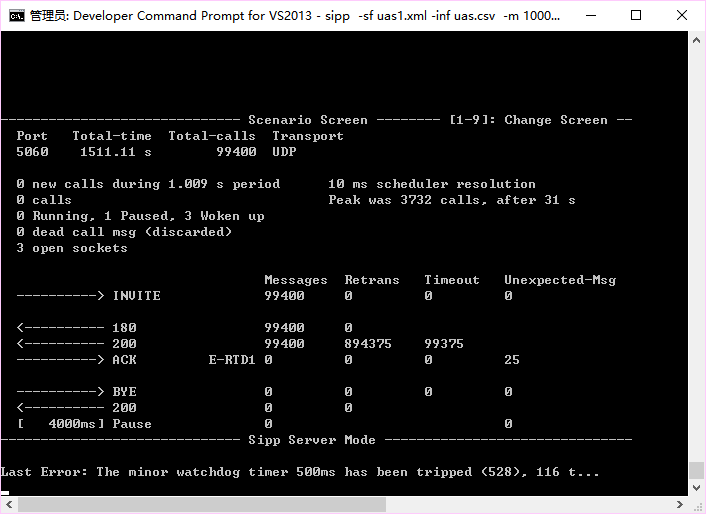 管理员: Developer Command Prompt for VS2013 - sipp  -sf uas1.xml -inf uas.csv  -m 1000...
------------------------------ Scenario Screen -------- [1-9]: Change Screen --
  Port   Total-time  Total-calls  Transport
  5060    1511.11 s        99400  UDP
  0 new calls during 1.009 s period      10 ms scheduler resolution
  0 calls                                Peak was 3732 calls, after 31 s
  0 Running, 1 Paused, 3 Woken up
  0 dead call msg (discarded)
  3 open sockets
                                 Messages  Retrans   Timeout   Unexpected-Msg
  ----------> INVITE             99400     0         0         0
  <---------- 180                99400     0
  <---------- 200                99400     894375    99375
  ----------> ACK         E-RTD1 0         0         0         25
  ----------> BYE                0         0         0         0
  <---------- 200                0         0
  [   4000ms] Pause              0                             0
------------------------------ Sipp Server Mode -------------------------------
Last Error: The minor watchdog timer 500ms has been tripped (528), 116 t...